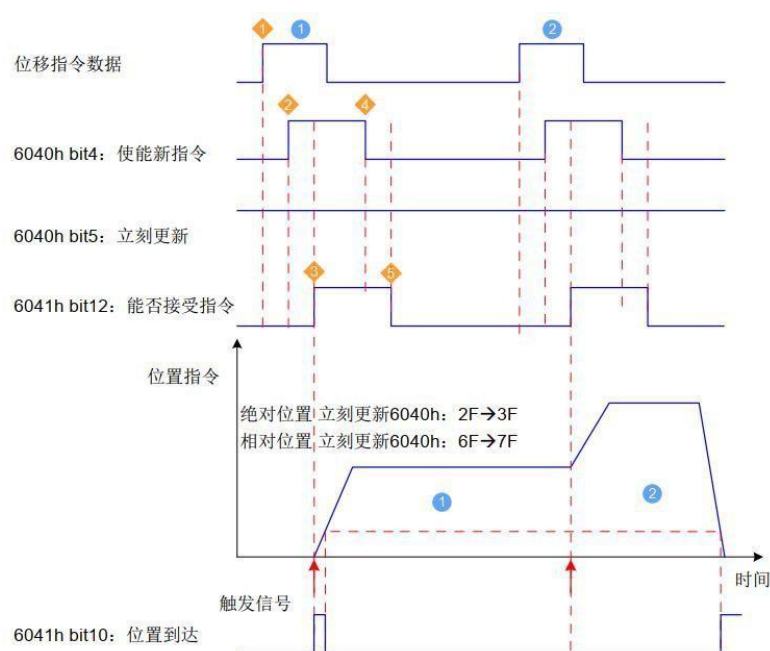 1 1 2
位移指令数据
2 4
6040h bit4：使能新指令
6040h bit5：立刻更新
3 5
6041h bit12：能否接受指令
位置指令
绝对位置 立刻更新6040h：2F→3F
相对位置 立刻更新6040h：6F→7F
1 2
时间
触发信号
6041h bit10：位置到达